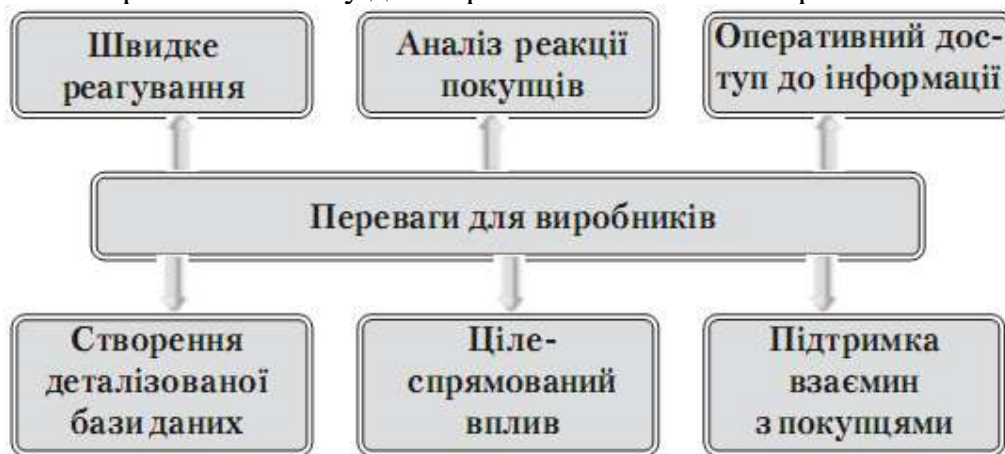 Швидке
реагування
Аналіз реакції
покупців
Оперативний дос-
туп до інформації
Переваги для виробників
Створення
деталізованої
бази даних
Ціле-
спрямований
вплив
Підтримка
взаємин
з покупцями